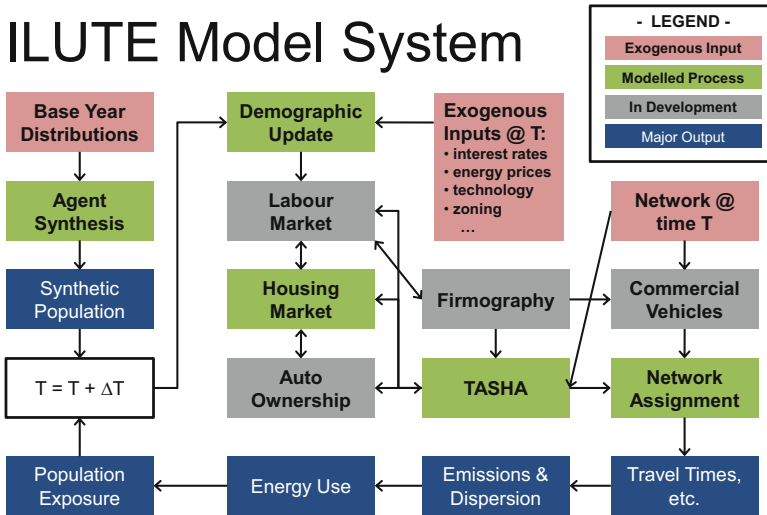 ILUTE Model System
- LEGEND -
Exogenous Input
Modelled Process
In Development
Major Output
Base Year
Distributions
Demographic
Update
Exogenous
Inputs @ T:
• interest rates
• energy prices
• technology
• zoning
...
Agent
Synthesis
Labour
Market
Network @
time T
Synthetic
Population
Housing
Market
Firmography
Commercial
Vehicles
T = T + ΔT
Auto
Ownership
TASHA
Network
Assignment
Population
Exposure
Energy Use
Emissions &
Dispersion
Travel Times,
etc.